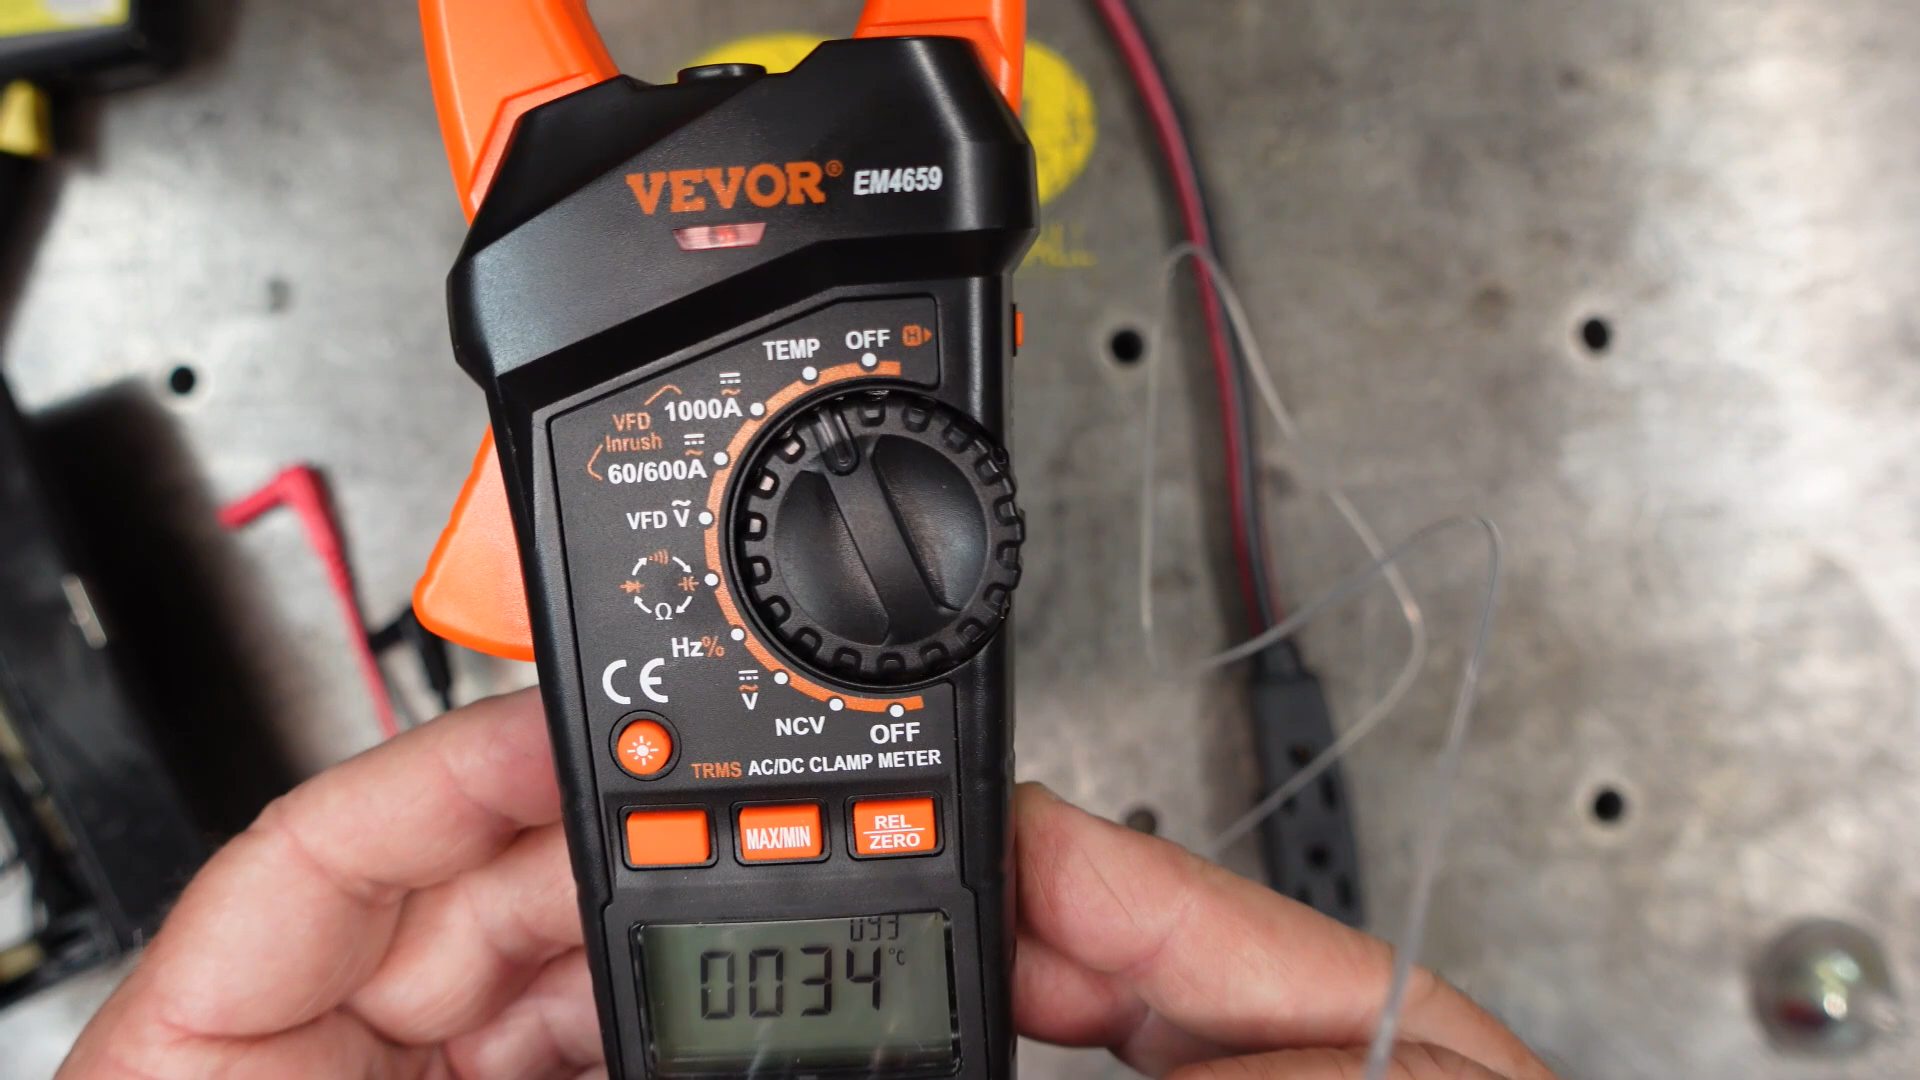 VEVOR® EM4659
TEMP OFF H
1000A
VFD
Inrush
60/600A
VFD V
Ω
Hz%
CE
V
NCV
OFF
TRMS AC/DC CLAMP METER
MAX/MIN
REL
ZERO
093
0034 °C